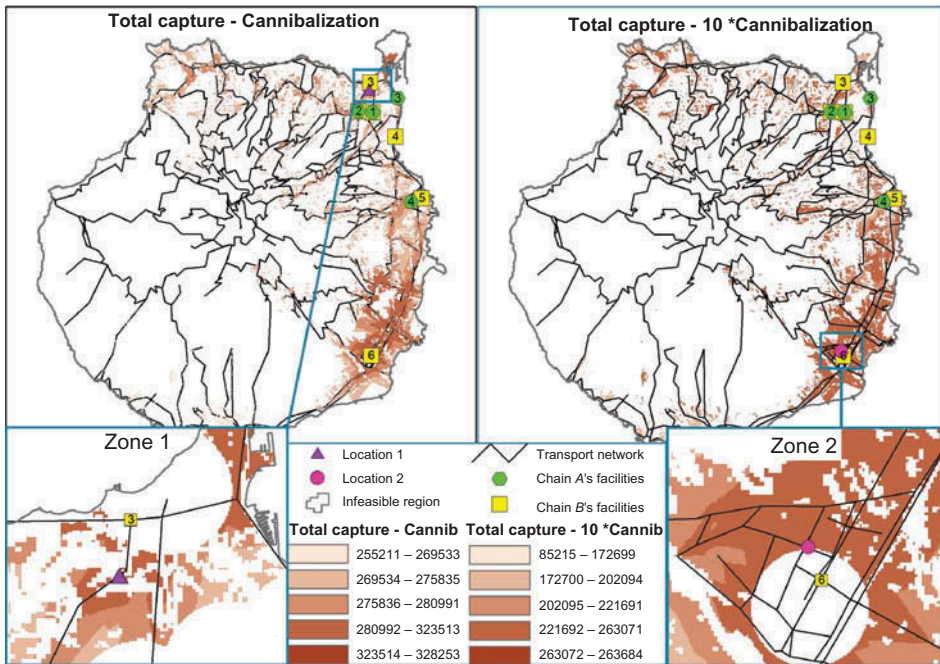 Total capture - Cannibalization
3
3
2 1
4
5
4
6
Total capture - 10 *Cannibalization
3
3
2 1
4
5
4
6
Zone 1
3
Location 1
Location 2
Infeasible region
Transport network
Chain A's facilities
Chain B's facilities
Total capture - Cannib
255211 – 269533
269534 – 275835
275836 – 280991
280992 – 323513
323514 – 328253
Total capture - 10 *Cannib
85215 – 172699
172700 – 202094
202095 – 221691
221692 – 263071
263072 – 263684
Zone 2
6